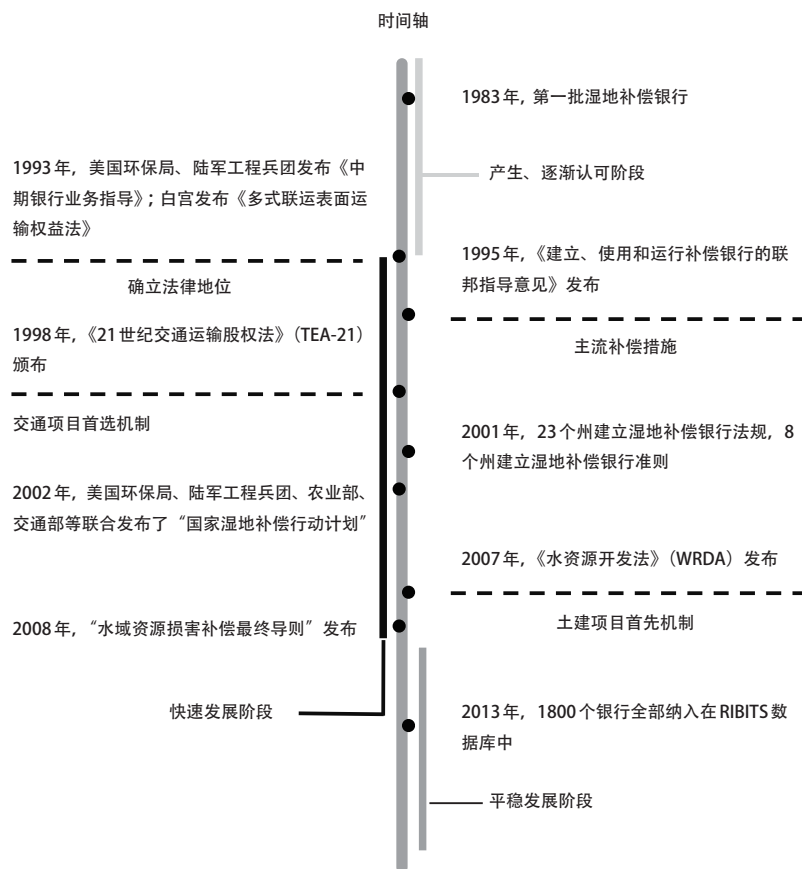 时间轴
1983年，第一批湿地补偿银行
1993年，美国环保局、陆军工程兵团发布《中
期银行业务指导》；白宫发布《多式联运表面运
输权益法》
产生、逐渐认可阶段
1995年，《建立、使用和运行补偿银行的联
邦指导意见》发布
确立法律地位
1998年，《21世纪交通运输股权法》（TEA-21）
颁布
主流补偿措施
交通项目首选机制
2001年，23个州建立湿地补偿银行法规，8
个州建立湿地补偿银行准则
2002年，美国环保局、陆军工程兵团、农业部、
交通部等联合发布了“国家湿地补偿行动计划”
2007年，《水资源开发法》（WRDA）发布
土建项目首先机制
2008年，“水域资源损害补偿最终导则”发布
快速发展阶段
2013年，1800个银行全部纳入在RIBITS数
据库中
平稳发展阶段